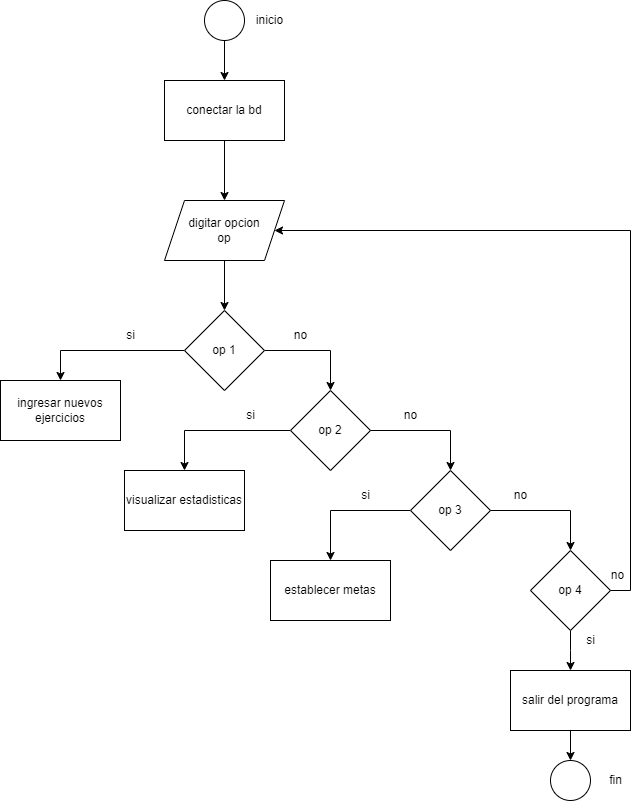 inicio
conectar la bd
digitar opcion
op
si
op 1
no
ingresar nuevos
ejercicios
si
op 2
no
visualizar estadisticas
si
op 3
no
establecer metas
op 4
no
si
salir del programa
fin